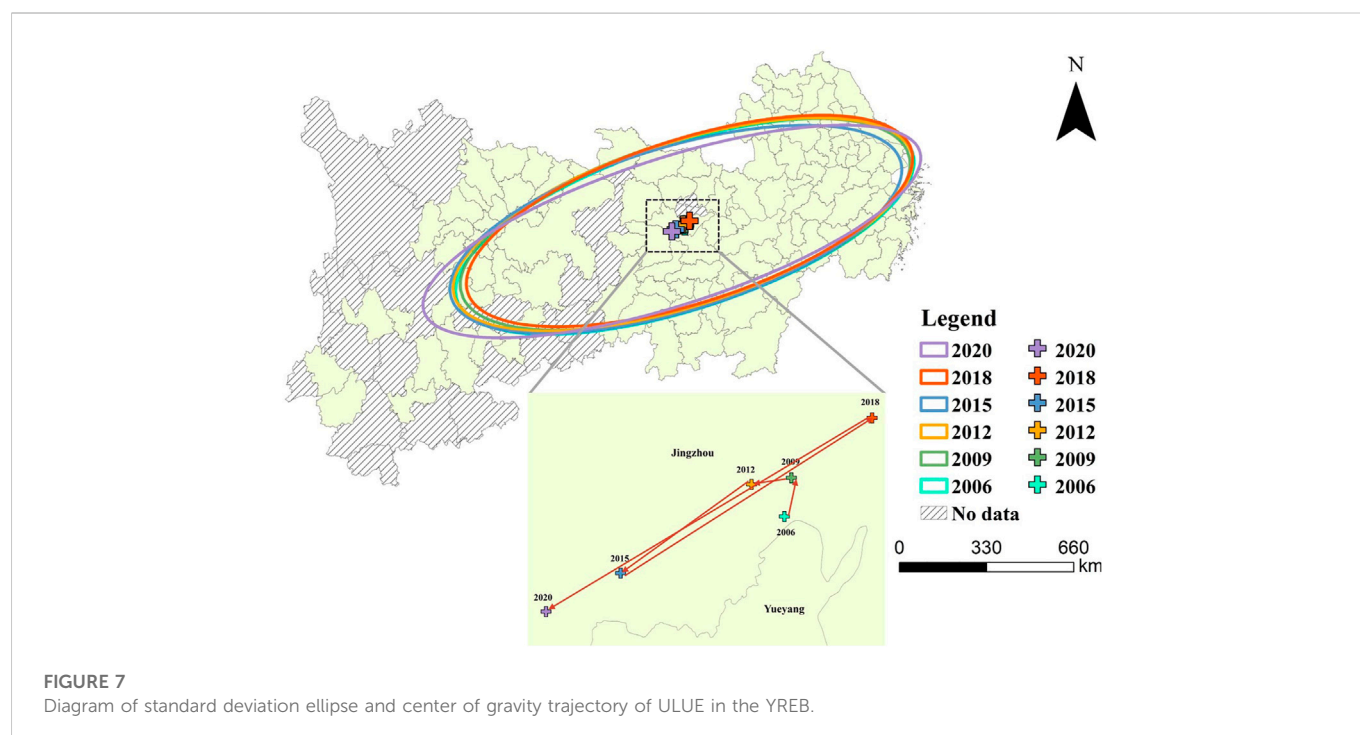 N
Legend
2020 2020
2018 2018
2015 2015
2012 2012
2009 2009
2006 2006
No data
0 330 660
km
2018
Jingzhou
2012 2009
2006
2015
2020
Yueyang
FIGURE 7
Diagram of standard deviation ellipse and center of gravity trajectory of ULUE in the YREB.